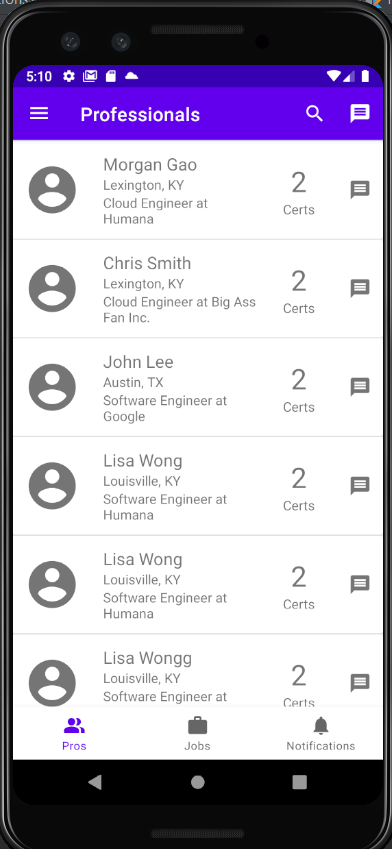 5:10
Professionals
Morgan Gao
Lexington, KY
Cloud Engineer at
Humana
2
Certs
Chris Smith
Lexington, KY
Cloud Engineer at Big Ass
Fan Inc.
2
Certs
John Lee
Austin, TX
Software Engineer at
Google
2
Certs
Lisa Wong
Louisville, KY
Software Engineer at
Humana
2
Certs
Lisa Wong
Louisville, KY
Software Engineer at
Humana
2
Certs
Lisa Wongg
Louisville, KY
Software Engineer at
2
Certs
Pros
Jobs
Notifications